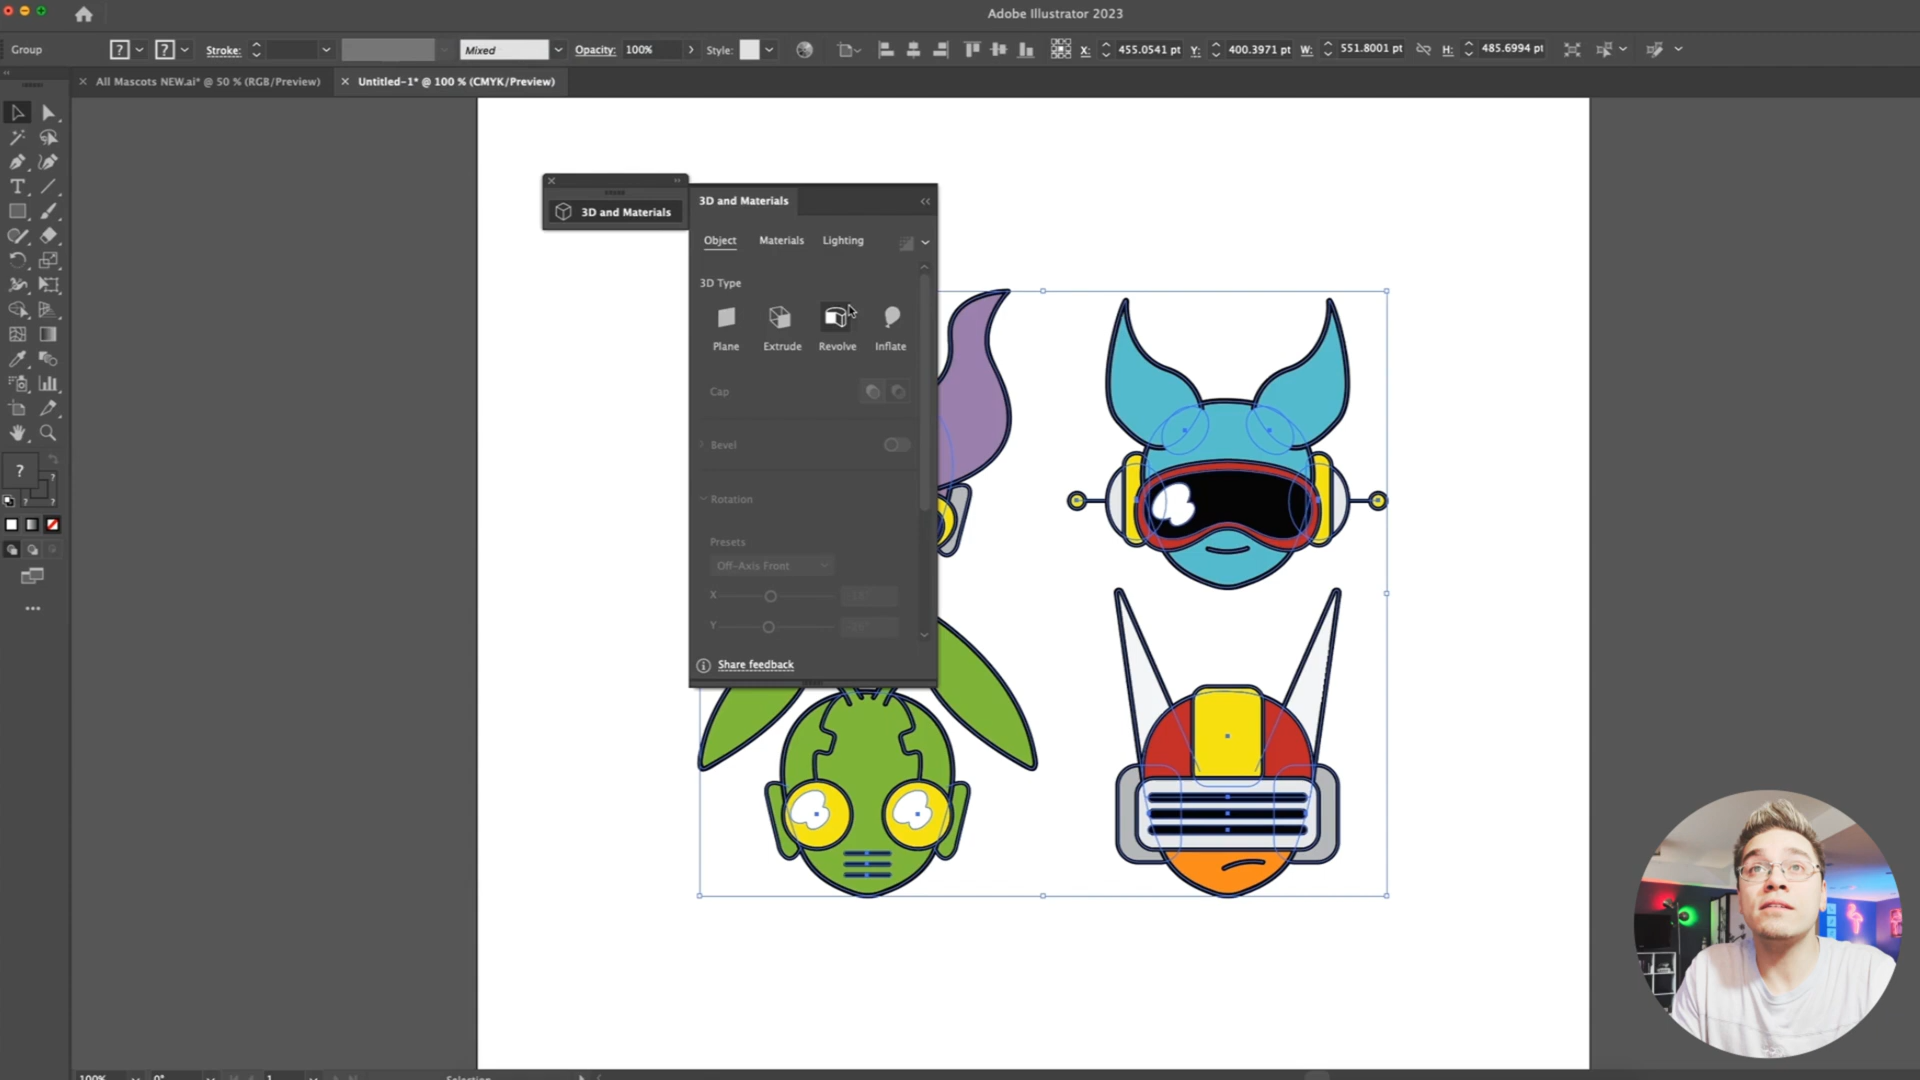 Adobe Illustrator 2023
Group
?
?
Stroke:
Mixed
Opacity:
100%
Style:
X:
455.0541 pt
Y:
400.3971 pt
W:
551.8001 pt
H:
485.6994 pt
All Mascots NEW.ai* @ 50 % (RGB/Preview)
Untitled-1* @ 100 % (CMYK/Preview)
3D and Materials
3D and Materials
Object
Materials
Lighting
3D Type
Plane
Extrude
Revolve
Inflate
Cap
Bevel
Rotation
Presets
Off-Axis Front
X
Y
Share feedback
?
100%
0°
1
Selection